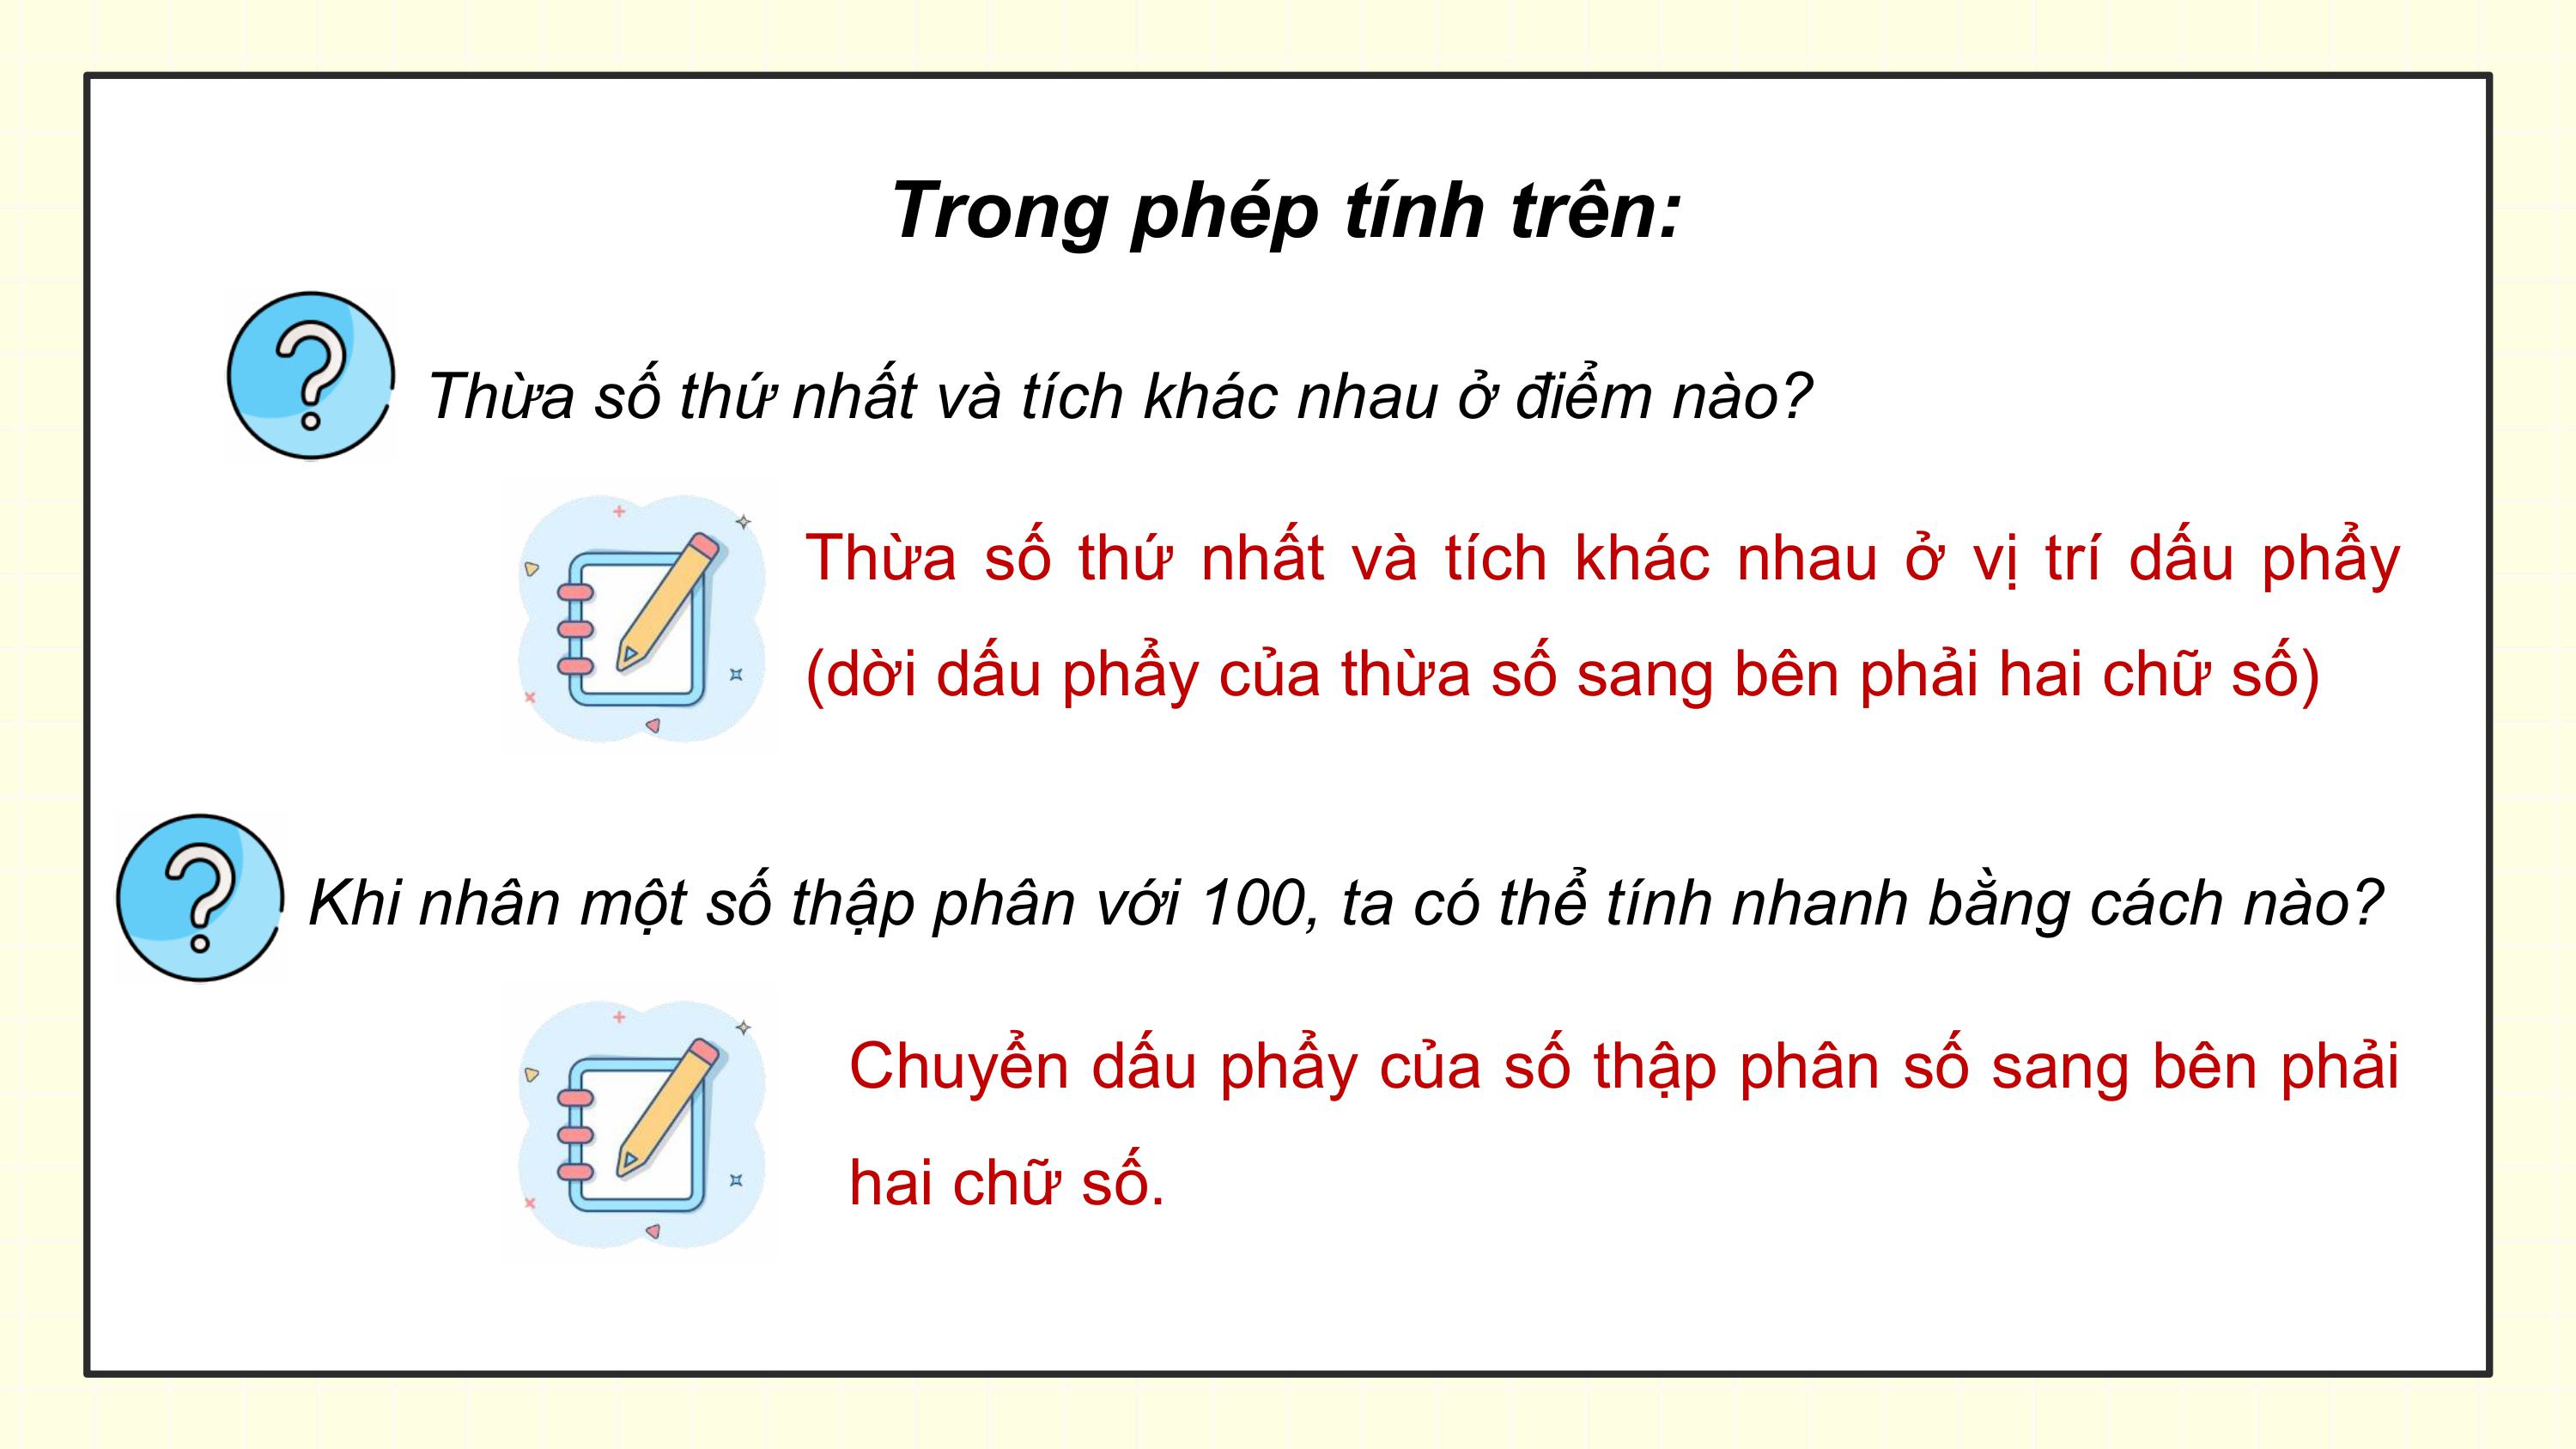 Trong phép tính trên:
Thừa số thứ nhất và tích khác nhau ở điểm nào?
Thừa số thứ nhất và tích khác nhau ở vị trí dấu phẩy
(dời dấu phẩy của thừa số sang bên phải hai chữ số)
Khi nhân một số thập phân với 100, ta có thể tính nhanh bằng cách nào?
Chuyển dấu phẩy của số thập phân số sang bên phải
hai chữ số.